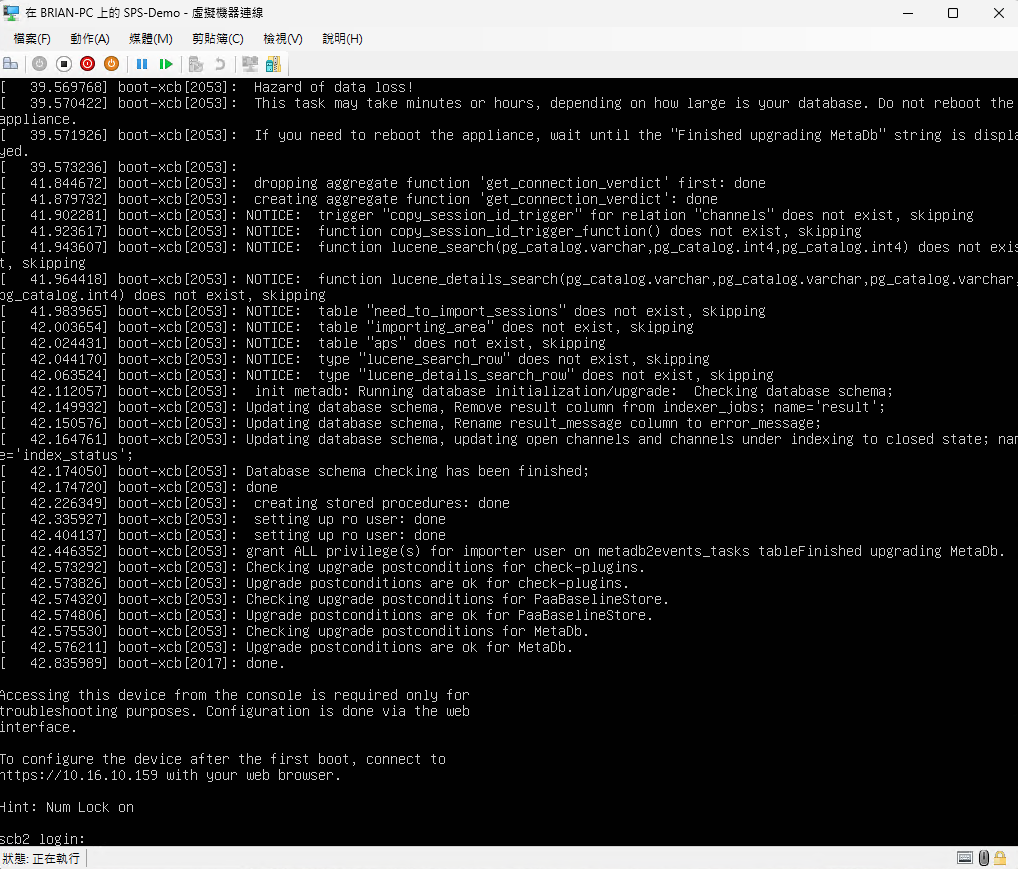 在 BRIAN-PC 上的 SPS-Demo - 虛擬機器連線
檔案(F) 動作(A) 媒體(M) 剪貼簿(C) 檢視(V) 說明(H)
[   39.569768] boot-xcb[2053]:  Hazard of data loss!
[   39.570422] boot-xcb[2053]:  This task may take minutes or hours, depending on how large is your database. Do not reboot the
appliance.
[   39.571926] boot-xcb[2053]:  If you need to reboot the appliance, wait until the "Finished upgrading MetaDb" string is displa
yed.
[   39.573236] boot-xcb[2053]:
[   41.844672] boot-xcb[2053]:  dropping aggregate function 'get_connection_verdict' first: done
[   41.879732] boot-xcb[2053]:  creating aggregate function 'get_connection_verdict': done
[   41.902281] boot-xcb[2053]: NOTICE:  trigger "copy_session_id_trigger" for relation "channels" does not exist, skipping
[   41.923617] boot-xcb[2053]: NOTICE:  function copy_session_id_trigger_function() does not exist, skipping
[   41.943607] boot-xcb[2053]: NOTICE:  function lucene_search(pg_catalog.varchar,pg_catalog.int4,pg_catalog.int4) does not exis
t, skipping
[   41.964418] boot-xcb[2053]: NOTICE:  function lucene_details_search(pg_catalog.varchar,pg_catalog.varchar,pg_catalog.varchar,
pg_catalog.int4) does not exist, skipping
[   41.983965] boot-xcb[2053]: NOTICE:  table "need_to_import_sessions" does not exist, skipping
[   42.003654] boot-xcb[2053]: NOTICE:  table "importing_area" does not exist, skipping
[   42.024431] boot-xcb[2053]: NOTICE:  table "aps" does not exist, skipping
[   42.044170] boot-xcb[2053]: NOTICE:  type "lucene_search_row" does not exist, skipping
[   42.063524] boot-xcb[2053]: NOTICE:  type "lucene_details_search_row" does not exist, skipping
[   42.112057] boot-xcb[2053]:  init metadb: Running database initialization/upgrade:  Checking database schema;
[   42.149932] boot-xcb[2053]: Updating database schema, Remove result column from indexer_jobs; name='result';
[   42.150576] boot-xcb[2053]: Updating database schema, Rename result_message column to error_message;
[   42.164761] boot-xcb[2053]: Updating database schema, updating open channels and channels under indexing to closed state; nam
e='index_status';
[   42.174050] boot-xcb[2053]: Database schema checking has been finished;
[   42.174720] boot-xcb[2053]: done
[   42.226349] boot-xcb[2053]:  creating stored procedures: done
[   42.335927] boot-xcb[2053]:  setting up ro user: done
[   42.404137] boot-xcb[2053]:  setting up ro user: done
[   42.446352] boot-xcb[2053]: grant ALL privilege(s) for importer user on metadb2events_tasks tableFinished upgrading MetaDb.
[   42.573292] boot-xcb[2053]: Checking upgrade postconditions for check-plugins.
[   42.573826] boot-xcb[2053]: Upgrade postconditions are ok for check-plugins.
[   42.574320] boot-xcb[2053]: Checking upgrade postconditions for PaaBaselineStore.
[   42.574806] boot-xcb[2053]: Upgrade postconditions are ok for PaaBaselineStore.
[   42.575530] boot-xcb[2053]: Checking upgrade postconditions for MetaDb.
[   42.576211] boot-xcb[2053]: Upgrade postconditions are ok for MetaDb.
[   42.835989] boot-xcb[2017]: done.
Accessing this device from the console is required only for
troubleshooting purposes. Configuration is done via the web
interface.
To configure the device after the first boot, connect to
https://10.16.10.159 with your web browser.
Hint: Num Lock on
scb2 login:
狀態: 正在執行